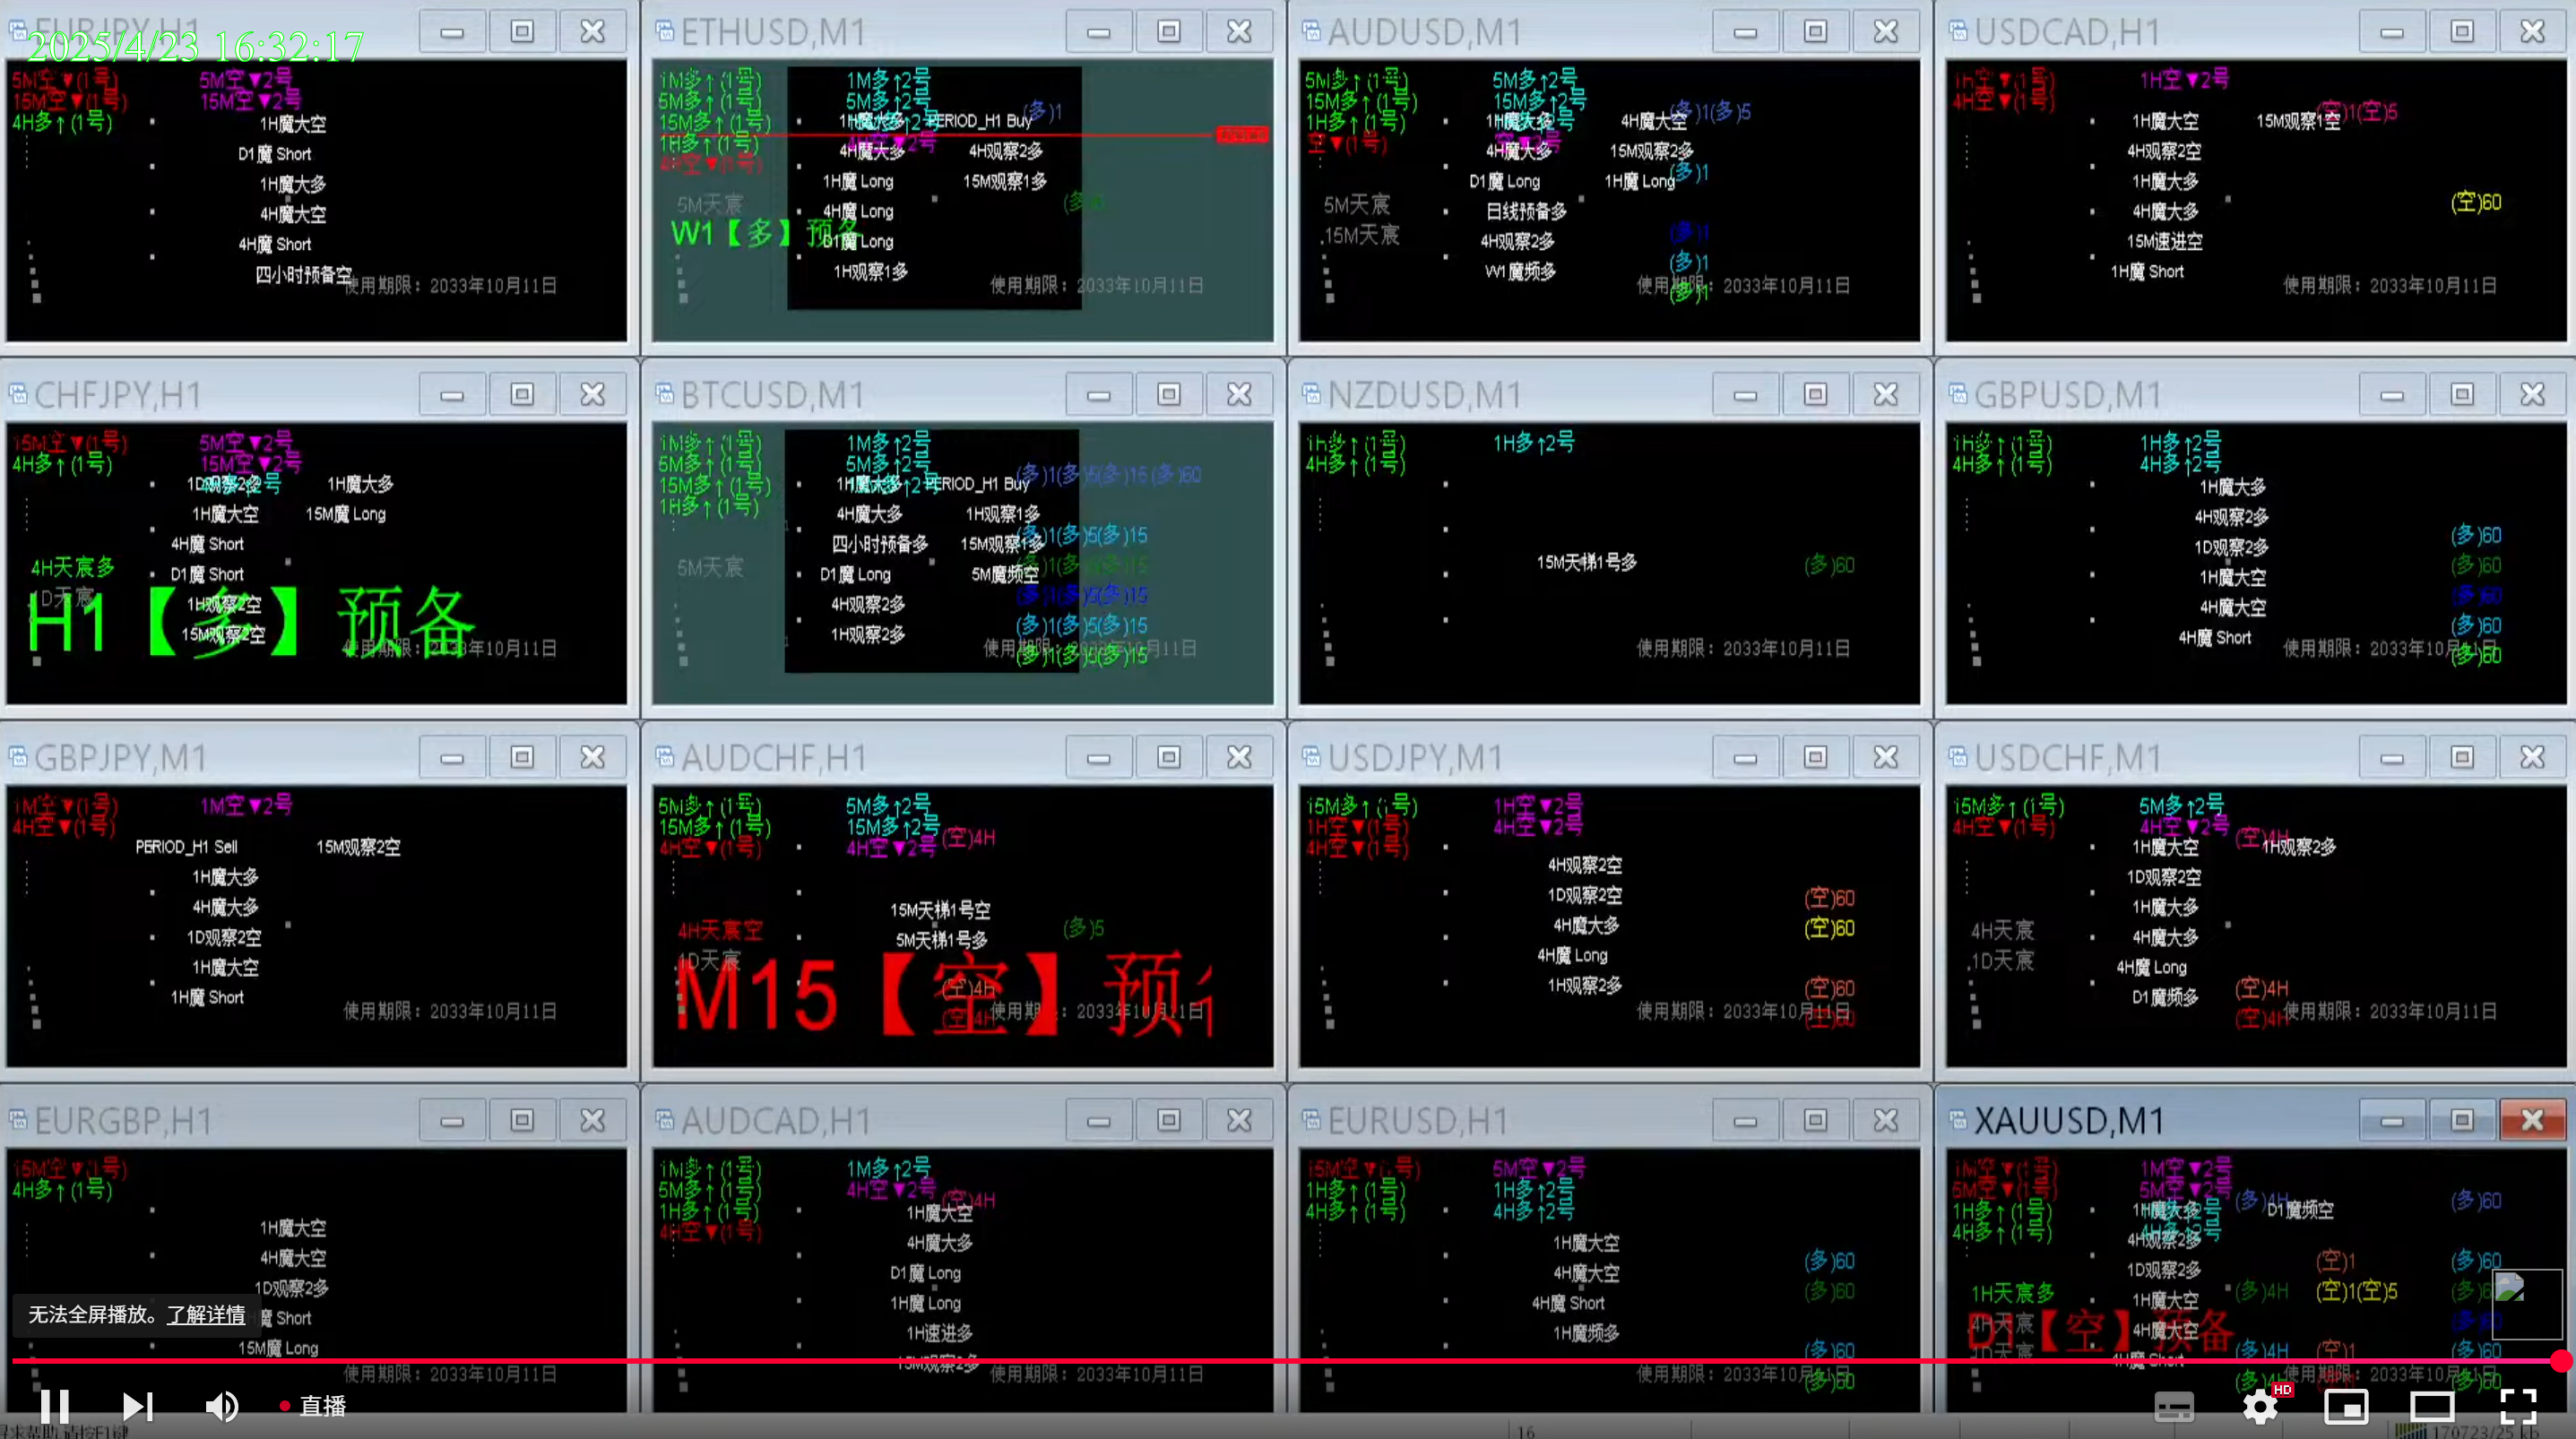 EURJPY,H1
2025/4/23 16:32:17
5M空▼(1号)
5M空▼2号
15M空▼(1号)
15M空▼2号
4H多↑(1号)
1H魔大空
D1魔 Short
1H魔大多
4H魔大空
4H魔 Short
四小时预备空
使用期限：2033年10月11日
ETHUSD,M1
1M多↑(1号)
1M多↑2号
5M多↑(1号)
5M多↑2号
(多)1
15M多↑(1号)
1H魔大多
PERIOD_H1 Buy
1H多↑(1号)
4H空▼(1号)
4H魔大多
4H观察2多
1H魔 Long
15M观察1多
5M天宸
4H魔 Long
W1【多】预备
D1魔 Long
1H观察1多
使用期限：2033年10月11日
AUDUSD,M1
5M多↑(1号)
5M多↑2号
15M多↑(1号)
15M多↑2号
(多)1(多)5
1H多↑(1号)
1H魔大多
4H魔大空
空▼(1号)
4H魔大多
15M观察2多
D1魔 Long
1H魔 Long
(多)1
5M天宸
日线预备多
15M天宸
4H观察2多
(多)1
W1魔频多
(多)1
(多)1
使用期限：2033年10月11日
USDCAD,H1
1H空▼(1号)
1H空▼2号
4H空▼(1号)
(空)1(空)5
1H魔大空
15M观察1空
4H观察2空
1H魔大多
4H魔大多
(空)60
15M速进空
1H魔 Short
使用期限：2033年10月11日
CHFJPY,H1
15M空▼(1号)
5M空▼2号
4H多↑(1号)
15M空▼2号
1D观察2多
1H魔大多
1H魔大空
15M魔 Long
4H魔 Short
4H天宸多
D1魔 Short
1D天宸
1H观察2空
H1【多】预备
15M观察2空
使用期限：2033年10月11日
BTCUSD,M1
1M多↑(1号)
1M多↑2号
5M多↑(1号)
5M多↑2号
(多)1(多)5(多)15(多)60
15M多↑(1号)
1H魔大多
PERIOD_H1 Buy
1H多↑(1号)
4H魔大多
1H观察1多
(多)1(多)5(多)15
四小时预备多
15M观察1多
(多)1(多)5(多)15
5M天宸
D1魔 Long
5M魔频空
4H观察2多
(多)1(多)5(多)15
1H观察2多
(多)1(多)5(多)15
(多)1(多)5(多)15
使用期限：2033年10月11日
NZDUSD,M1
1H多↑(1号)
1H多↑2号
4H多↑(1号)
15M天梯1号多
(多)60
使用期限：2033年10月11日
GBPUSD,M1
1H多↑(1号)
1H多↑2号
4H多↑(1号)
4H多↑2号
1H魔大多
4H观察2多
(多)60
1D观察2多
(多)60
1H魔大空
(多)60
4H魔大空
(多)60
4H魔 Short
(多)60
使用期限：2033年10月11日
GBPJPY,M1
1M空▼(1号)
1M空▼2号
4H空▼(1号)
PERIOD_H1 Sell
15M观察2空
1H魔大多
4H魔大多
1D观察2空
1H魔大空
1H魔 Short
使用期限：2033年10月11日
AUDCHF,H1
5M多↑(1号)
5M多↑2号
15M多↑(1号)
15M多↑2号
(空)4H
4H空▼(1号)
4H空▼2号
15M天梯1号空
4H天宸空
5M天梯1号多
(多)5
1D天宸
M15【空】预
(空)4H
(空)4H
使用期限：2033年10月11日
USDJPY,M1
15M多↑(1号)
1H空▼2号
1H空▼(1号)
4H空▼2号
4H空▼(1号)
4H观察2空
1D观察2空
(空)60
4H魔大多
(空)60
4H魔 Long
1H观察2多
(空)60
(空)60
使用期限：2033年10月11日
USDCHF,M1
15M多↑(1号)
5M多↑2号
4H空▼(1号)
4H空▼2号
(空)4H
1H魔大空
1H观察2多
1D观察2空
1H魔大多
4H天宸
4H魔大多
1D天宸
4H魔 Long
(空)4H
D1魔频多
(空)4H
使用期限：2033年10月11日
EURGBP,H1
15M空▼(1号)
4H多↑(1号)
1H魔大空
4H魔大空
1D观察2多
魔 Short
15M魔 Long
使用期限：2033年10月11日
AUDCAD,H1
1M多↑(1号)
1M多↑2号
5M多↑(1号)
4H空▼2号
(空)4H
1H多↑(1号)
1H魔大空
4H空▼(1号)
4H魔大多
D1魔 Long
1H魔 Long
1H速进多
15M观察2多
使用期限：2033年10月11日
EURUSD,H1
15M空▼(1号)
5M空▼2号
1H多↑(1号)
1H多↑2号
4H多↑(1号)
4H多↑2号
1H魔大空
(多)60
4H魔大空
(多)60
4H魔 Short
1H魔频多
(多)60
(多)60
使用期限：2033年10月11日
XAUUSD,M1
1M空▼(1号)
1M空▼2号
5M空▼(1号)
5M空▼2号
(多)4H
(多)60
1H多↑(1号)
1H魔大多
D1魔频空
4H多↑(1号)
4H观察2多
1D观察2多
(空)1
(多)60
1H天宸多
1H魔大空
(多)4H
(空)1(空)5
4H天宸
4H魔大空
D1【空】预备
1D天宸
4H魔 Short
(多)4H
(空)1
(多)60
使用期限：2033年10月11日
无法全屏播放。了解详情
直播
HD
寻求帮助,请按F1键
16
170723/25 kb